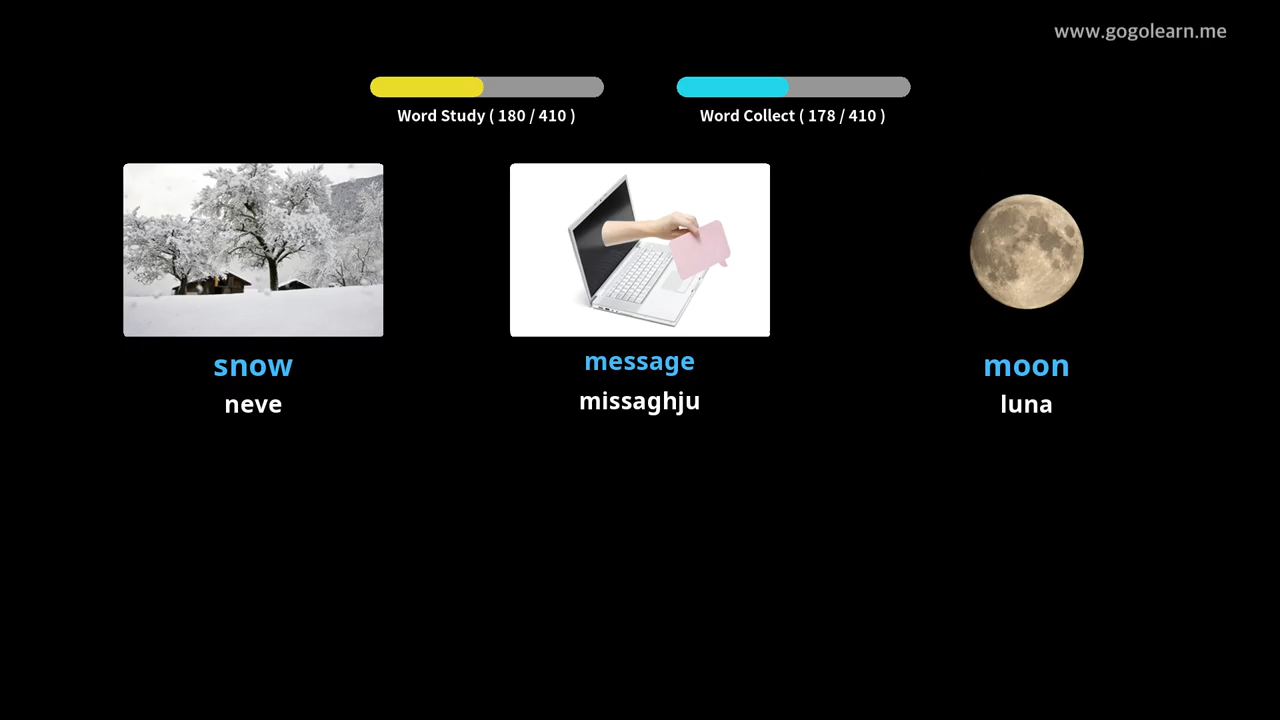 www.gogolearn.me
Word Study ( 180 / 410 )
Word Collect ( 178 / 410 )
snow
neve
message
missaghju
moon
luna